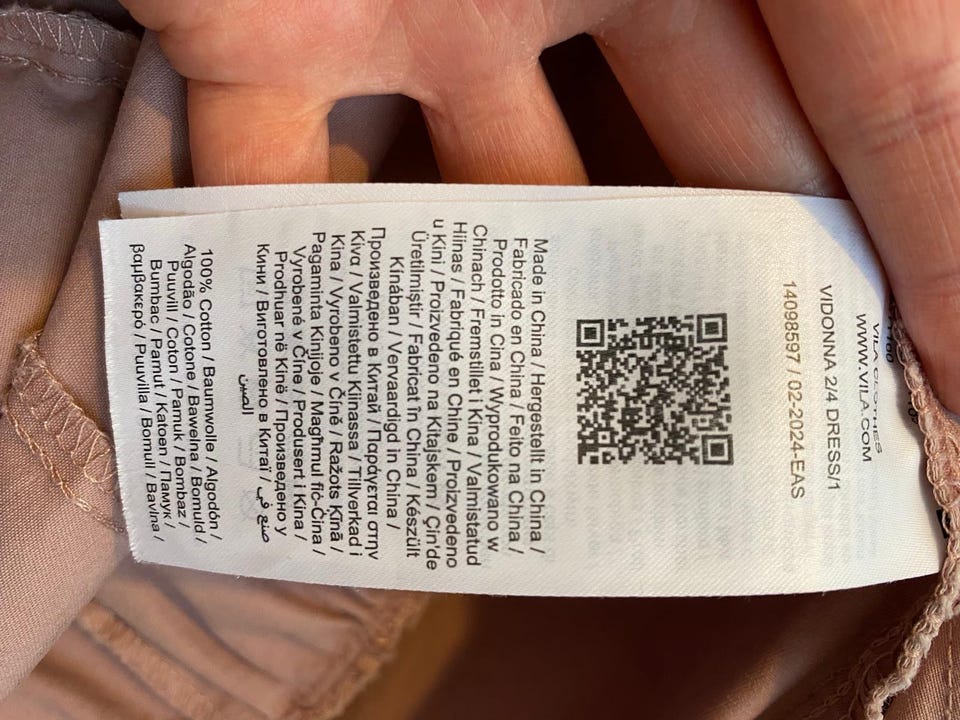 VILA CLOTHES
WWW.VILA.COM
VIDONNA 2/4 DRESS/1
14098597 / 02-2024-EAS
Made in China / Hergestellt in China /
Fabricado en China / Feito na China /
Prodotto in Cina / Wyprodukowano w
Chinach / Fremstillet i Kina / Valmistatud
Hiinas / Fabriqué en Chine / Proizvedeno
u Kini / Proizvedeno na Kitajskem / Çin'de
Üretilmiştir / Fabricat în China / Készült
Kínában / Vervaardigd in China /
Произведено в Китай / Παράγεται στην
Κίνα / Valmistettu Kiinassa / Tillverkad i
Kina / Vyrobeno v Číně / Ražots Ķīnā /
Pagaminta Kinijoje / Magħmul fiċ-Ċina /
Vyrobené v Číne / Produsert i Kina /
Prodhuar në Kinë / Произведено у
Кини / Виготовлено в Китаї / صنع في
الصين
100% Cotton / Baumwolle / Algodón /
Algodão / Cotone / Bawełna / Bomuld /
Puuvill / Coton / Pamuk / Bombaz /
Bumbac / Pamut / Katoen / Памук /
βαμβακερό / Puuvilla / Bomull / Bavlna /